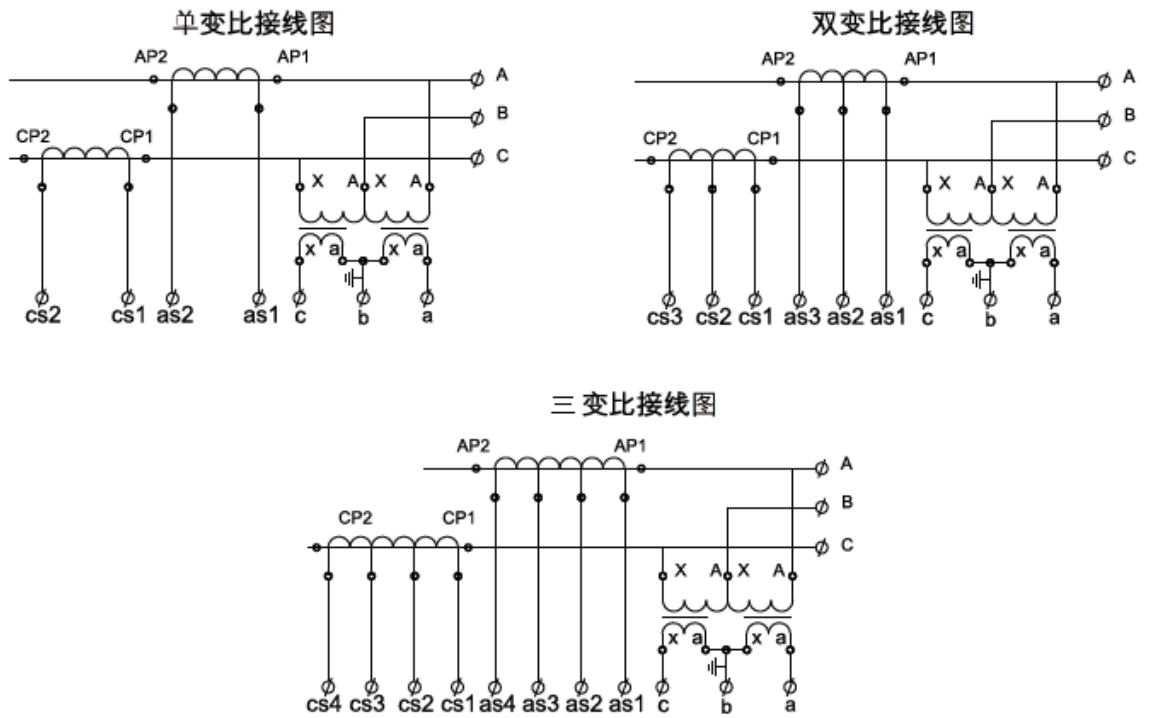 单变比接线图
AP2 AP1
A
B
CP2 CP1
C
X A X A
x a x a
cs2 cs1 as2 as1 c b a
双变比接线图
AP2 AP1
A
B
CP2 CP1
C
X A X A
x a x a
cs3 cs2 cs1 as3 as2 as1 c b a
三变比接线图
AP2 AP1
A
B
CP2 CP1
C
X A X A
x a x a
cs4 cs3 cs2 cs1 as4 as3 as2 as1 c b a